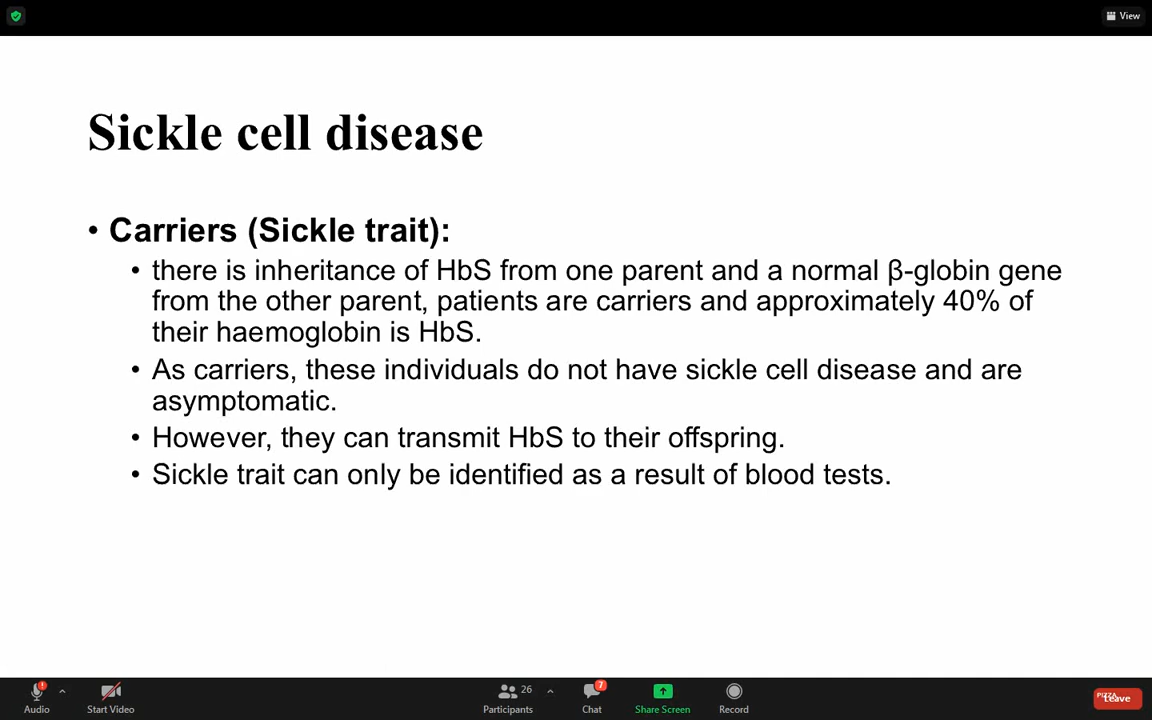 View
Sickle cell disease
• Carriers (Sickle trait):
• there is inheritance of HbS from one parent and a normal β-globin gene
from the other parent, patients are carriers and approximately 40% of
their haemoglobin is HbS.
• As carriers, these individuals do not have sickle cell disease and are
asymptomatic.
• However, they can transmit HbS to their offspring.
• Sickle trait can only be identified as a result of blood tests.
!
26
7
Audio
Start Video
Participants
Chat
Share Screen
Record
PIZZA
Leave